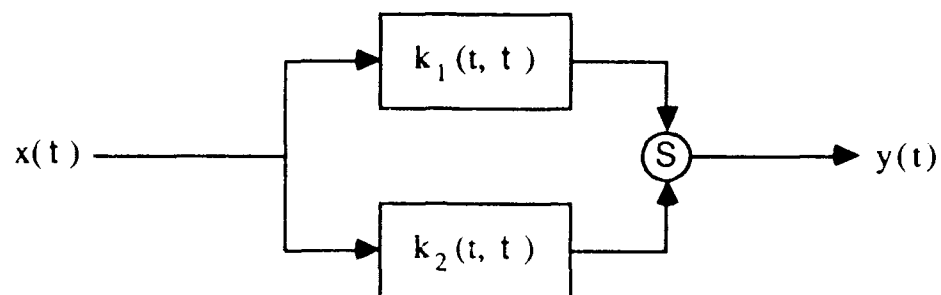 k₁(t, t)
x(t)
S
y(t)
k₂(t, t)